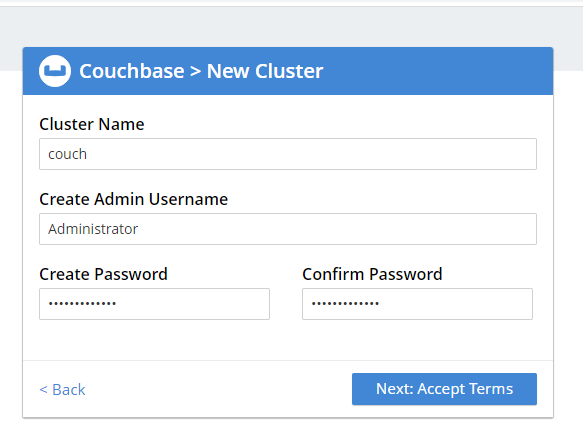 Couchbase > New Cluster
Cluster Name
couch
Create Admin Username
Administrator
Create Password Confirm Password
••••••••••••• •••••••••••••
< Back Next: Accept Terms